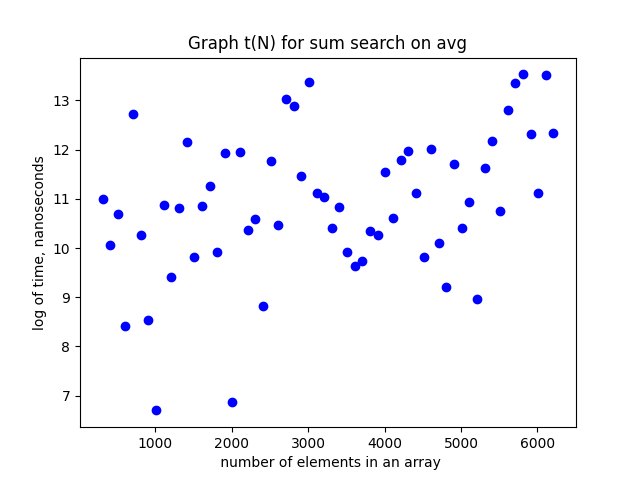 Graph t(N) for sum search on avg
log of time, nanoseconds
13
12
11
10
9
8
7
1000 2000 3000 4000 5000 6000
number of elements in an array